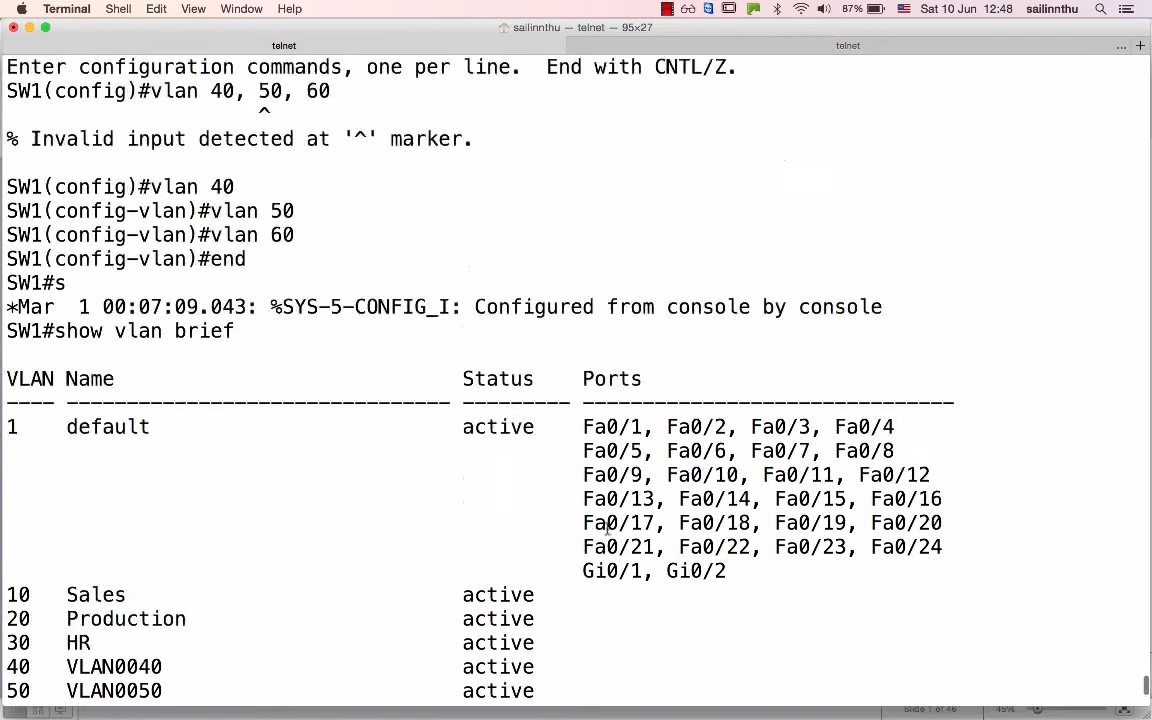 Terminal Shell Edit View Window Help 87% Sat 10 Jun 12:48 sailinnthu
sailinnthu — telnet — 95x27
telnet telnet ... +
Enter configuration commands, one per line.  End with CNTL/Z.
SW1(config)#vlan 40, 50, 60
^
% Invalid input detected at '^' marker.
SW1(config)#vlan 40
SW1(config-vlan)#vlan 50
SW1(config-vlan)#vlan 60
SW1(config-vlan)#end
SW1#s
*Mar  1 00:07:09.043: %SYS-5-CONFIG_I: Configured from console by console
SW1#show vlan brief
VLAN Name                             Status    Ports
---- -------------------------------- --------- -------------------------------
1    default                          active    Fa0/1, Fa0/2, Fa0/3, Fa0/4
Fa0/5, Fa0/6, Fa0/7, Fa0/8
Fa0/9, Fa0/10, Fa0/11, Fa0/12
Fa0/13, Fa0/14, Fa0/15, Fa0/16
Fa0/17, Fa0/18, Fa0/19, Fa0/20
Fa0/21, Fa0/22, Fa0/23, Fa0/24
Gi0/1, Gi0/2
10   Sales                            active
20   Production                       active
30   HR                               active
40   VLAN0040                         active
50   VLAN0050                         active
Slide 1 of 46 45%